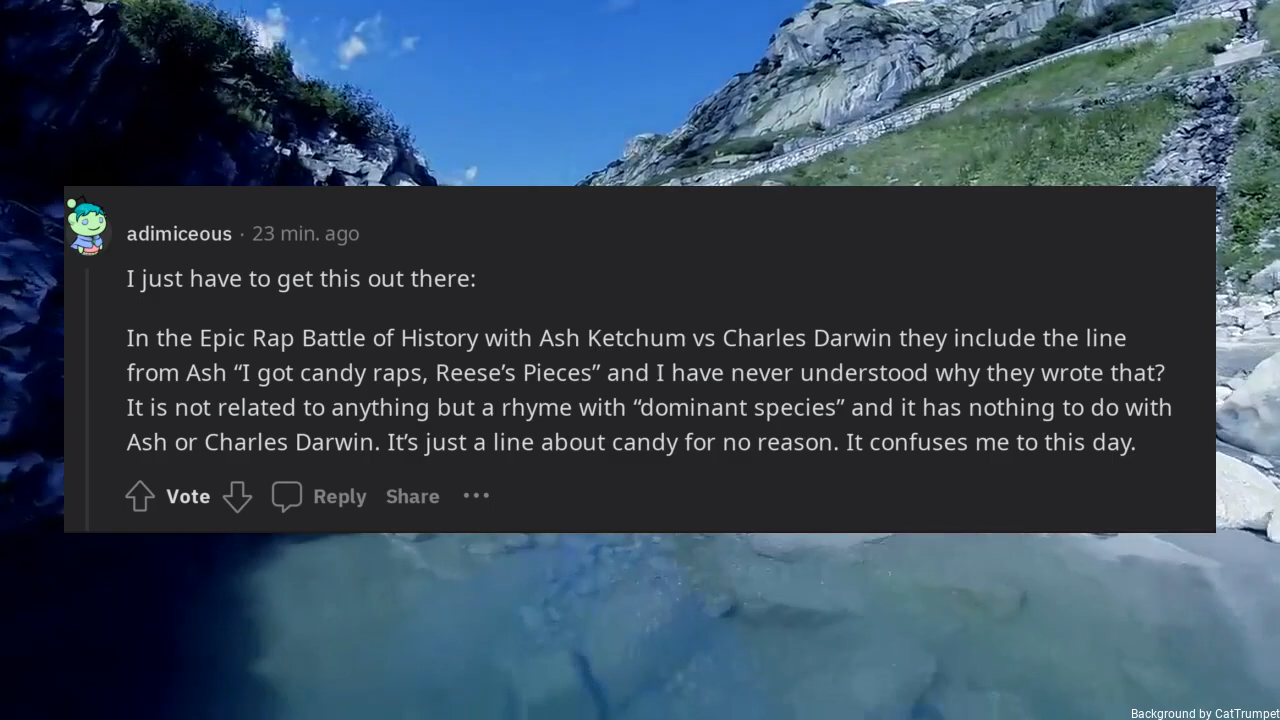 adimiceous · 23 min. ago
I just have to get this out there:
In the Epic Rap Battle of History with Ash Ketchum vs Charles Darwin they include the line
from Ash “I got candy raps, Reese’s Pieces” and I have never understood why they wrote that?
It is not related to anything but a rhyme with “dominant species” and it has nothing to do with
Ash or Charles Darwin. It’s just a line about candy for no reason. It confuses me to this day.
Vote Reply Share
Background by CatTrumpet